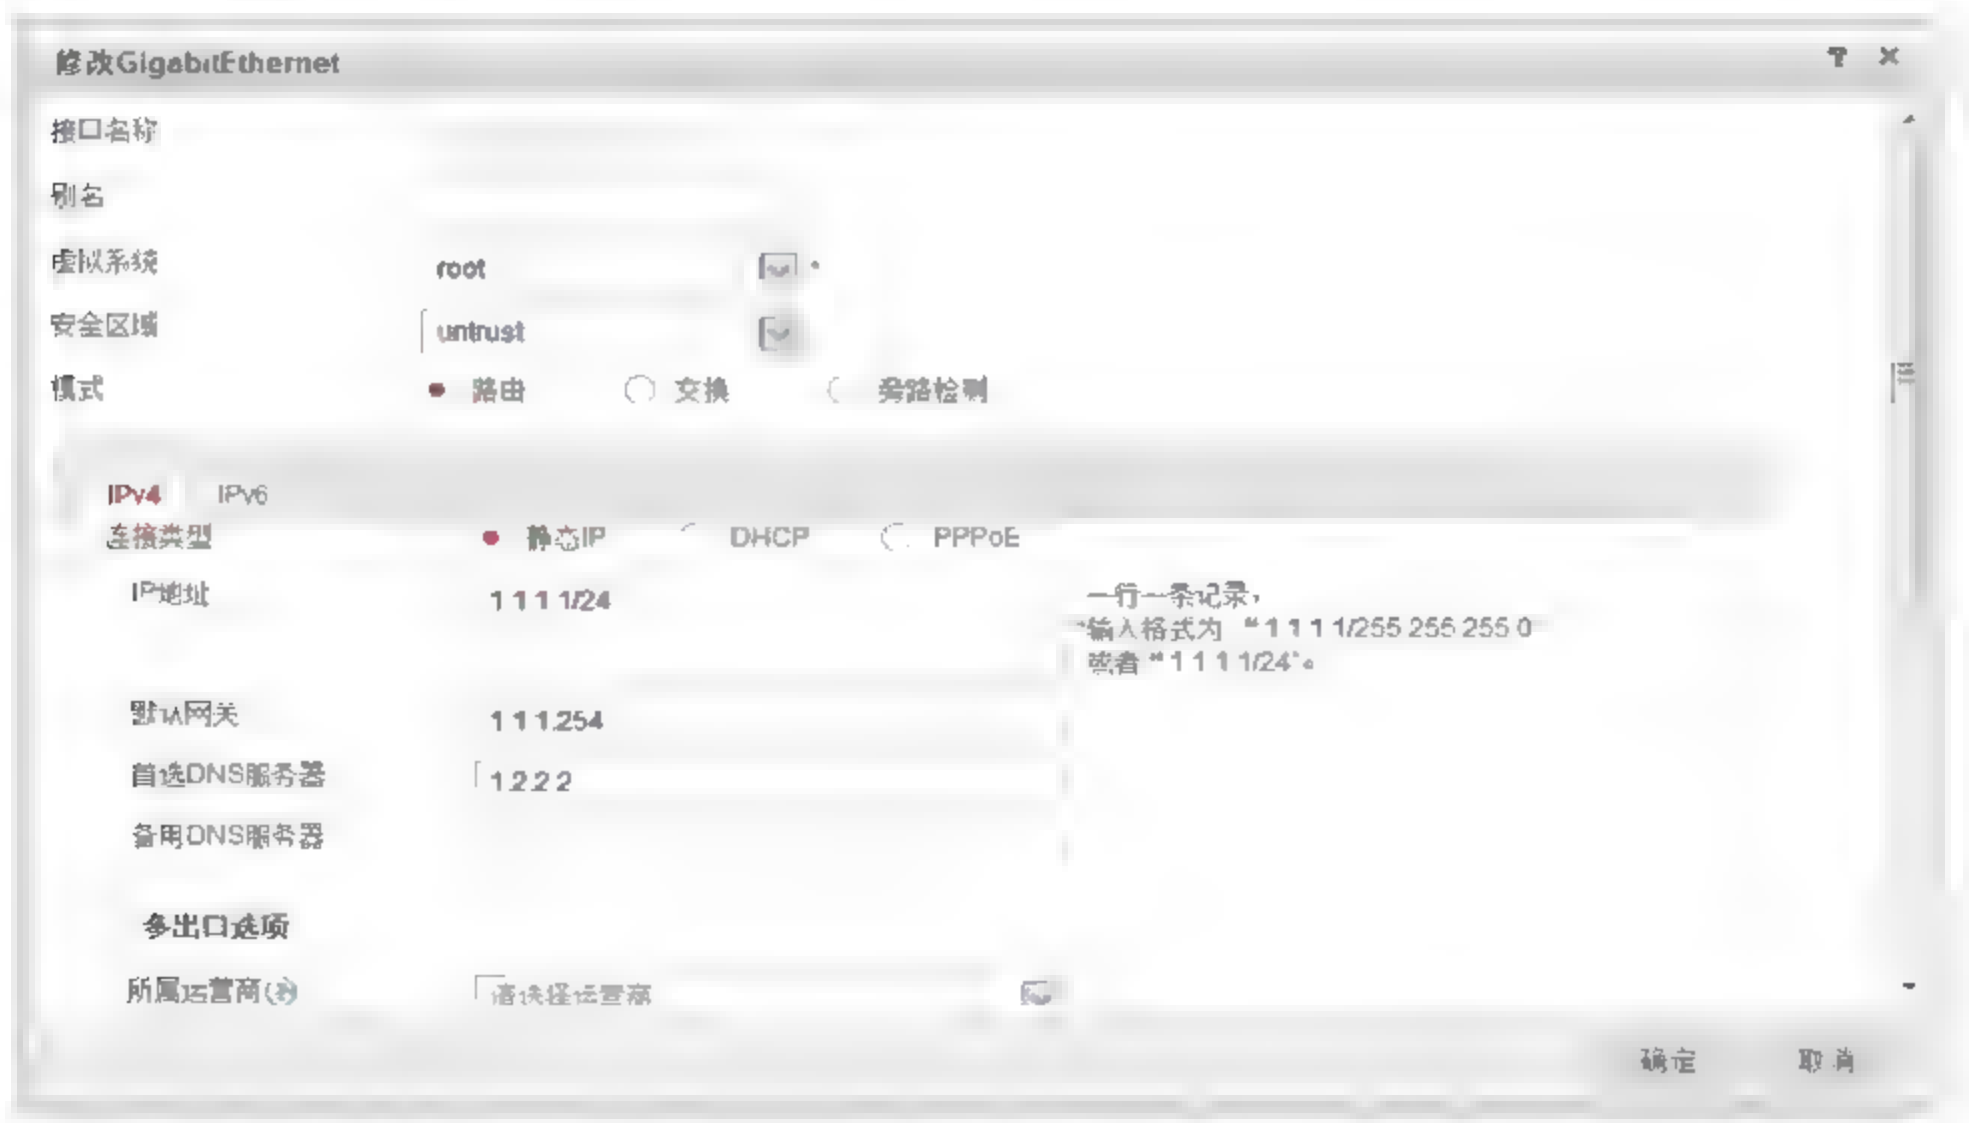 修改GigabitEthernet
接口名称
别名
虚拟系统 root *
安全区域 untrust
模式 路由 交换 旁路检测
IPv4 IPv6
连接类型 静态IP DHCP PPPoE
IP地址 1.1.1.1/24 一行一条记录，
输入格式为 “1.1.1.1/255.255.255.0
或者“1.1.1.1/24”。
默认网关 1.1.1.254
首选DNS服务器 1.2.2.2
备用DNS服务器
多出口选项
所属运营商 请选择运营商
确定 取消